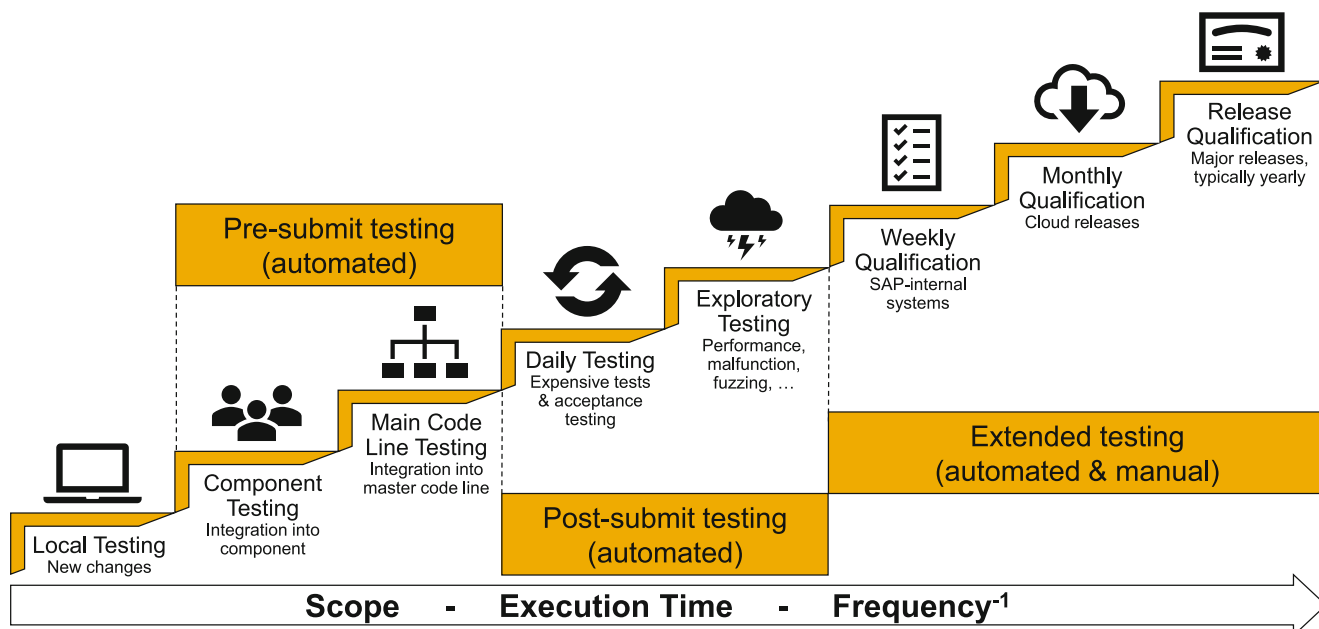 Local Testing
New changes
Component
Testing
Integration into
component
Pre-submit testing
(automated)
Main Code
Line Testing
Integration into
master code line
Daily Testing
Expensive tests
& acceptance
testing
Exploratory
Testing
Performance,
malfunction,
fuzzing, …
Post-submit testing
(automated)
Weekly
Qualification
SAP-internal
systems
Monthly
Qualification
Cloud releases
Release
Qualification
Major releases,
typically yearly
Extended testing
(automated & manual)
Scope - Execution Time - Frequency⁻¹